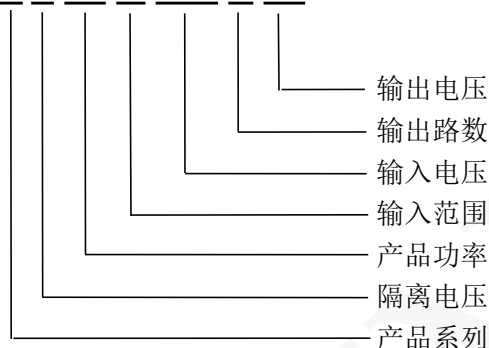 输出电压
输出路数
输入电压
输入范围
产品功率
隔离电压
产品系列